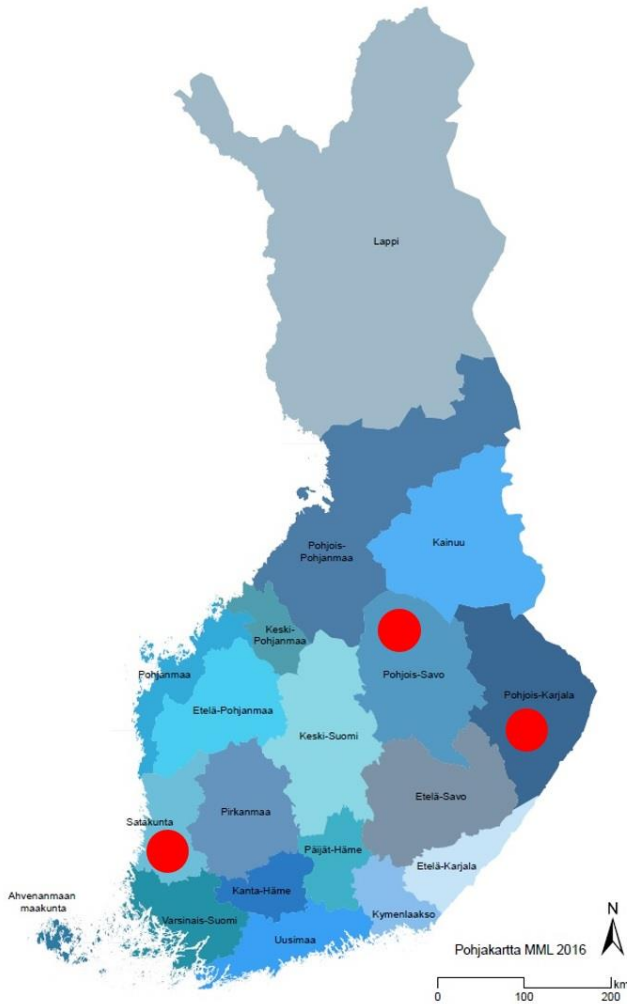 Lappi
Pohjois-
Pohjanmaa
Kainuu
Keski-
Pohjanmaa
Pohjanmaa
Pohjois-Savo
Pohjois-Karjala
Etelä-Pohjanmaa
Keski-Suomi
Etelä-Savo
Satakunta
Pirkanmaa
Päijät-Häme
Etelä-Karjala
Kanta-Häme
Ahvenanmaan
maakunta
Varsinais-Suomi
Kymenlaakso
Uusimaa
N
Pohjakartta MML 2016
km
0 100 200